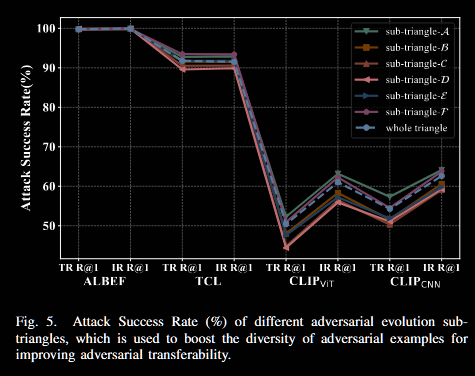 100
90
80
70
60
50
Attack Success Rate(%)
sub-triangle-A
sub-triangle-B
sub-triangle-C
sub-triangle-D
sub-triangle-E
sub-triangle-F
whole triangle
TR R@1 IR R@1 TR R@1 IR R@1 TR R@1 IR R@1 TR R@1 IR R@1
ALBEF TCL CLIPViT CLIPCNN
Fig. 5. Attack Success Rate (%) of different adversarial evolution sub-
triangles, which is used to boost the diversity of adversarial examples for
improving adversarial transferability.